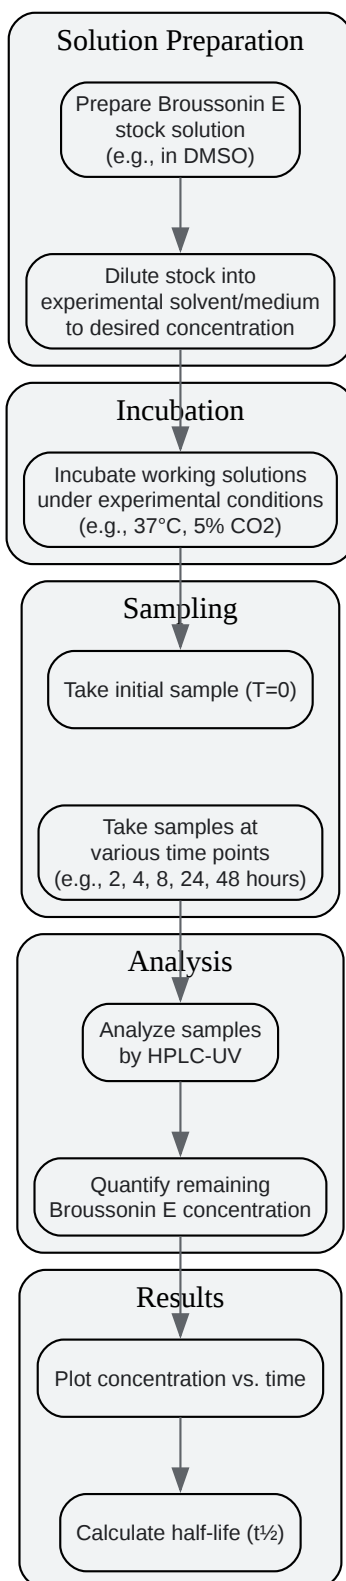 Solution Preparation
Prepare Broussonin E
stock solution
(e.g., in DMSO)
Dilute stock into
experimental solvent/medium
to desired concentration
Incubation
Incubate working solutions
under experimental conditions
(e.g., 37°C, 5% CO2)
Sampling
Take initial sample (T=0)
Take samples at
various time points
(e.g., 2, 4, 8, 24, 48 hours)
Analysis
Analyze samples
by HPLC-UV
Quantify remaining
Broussonin E concentration
Results
Plot concentration vs. time
Calculate half-life (t½)